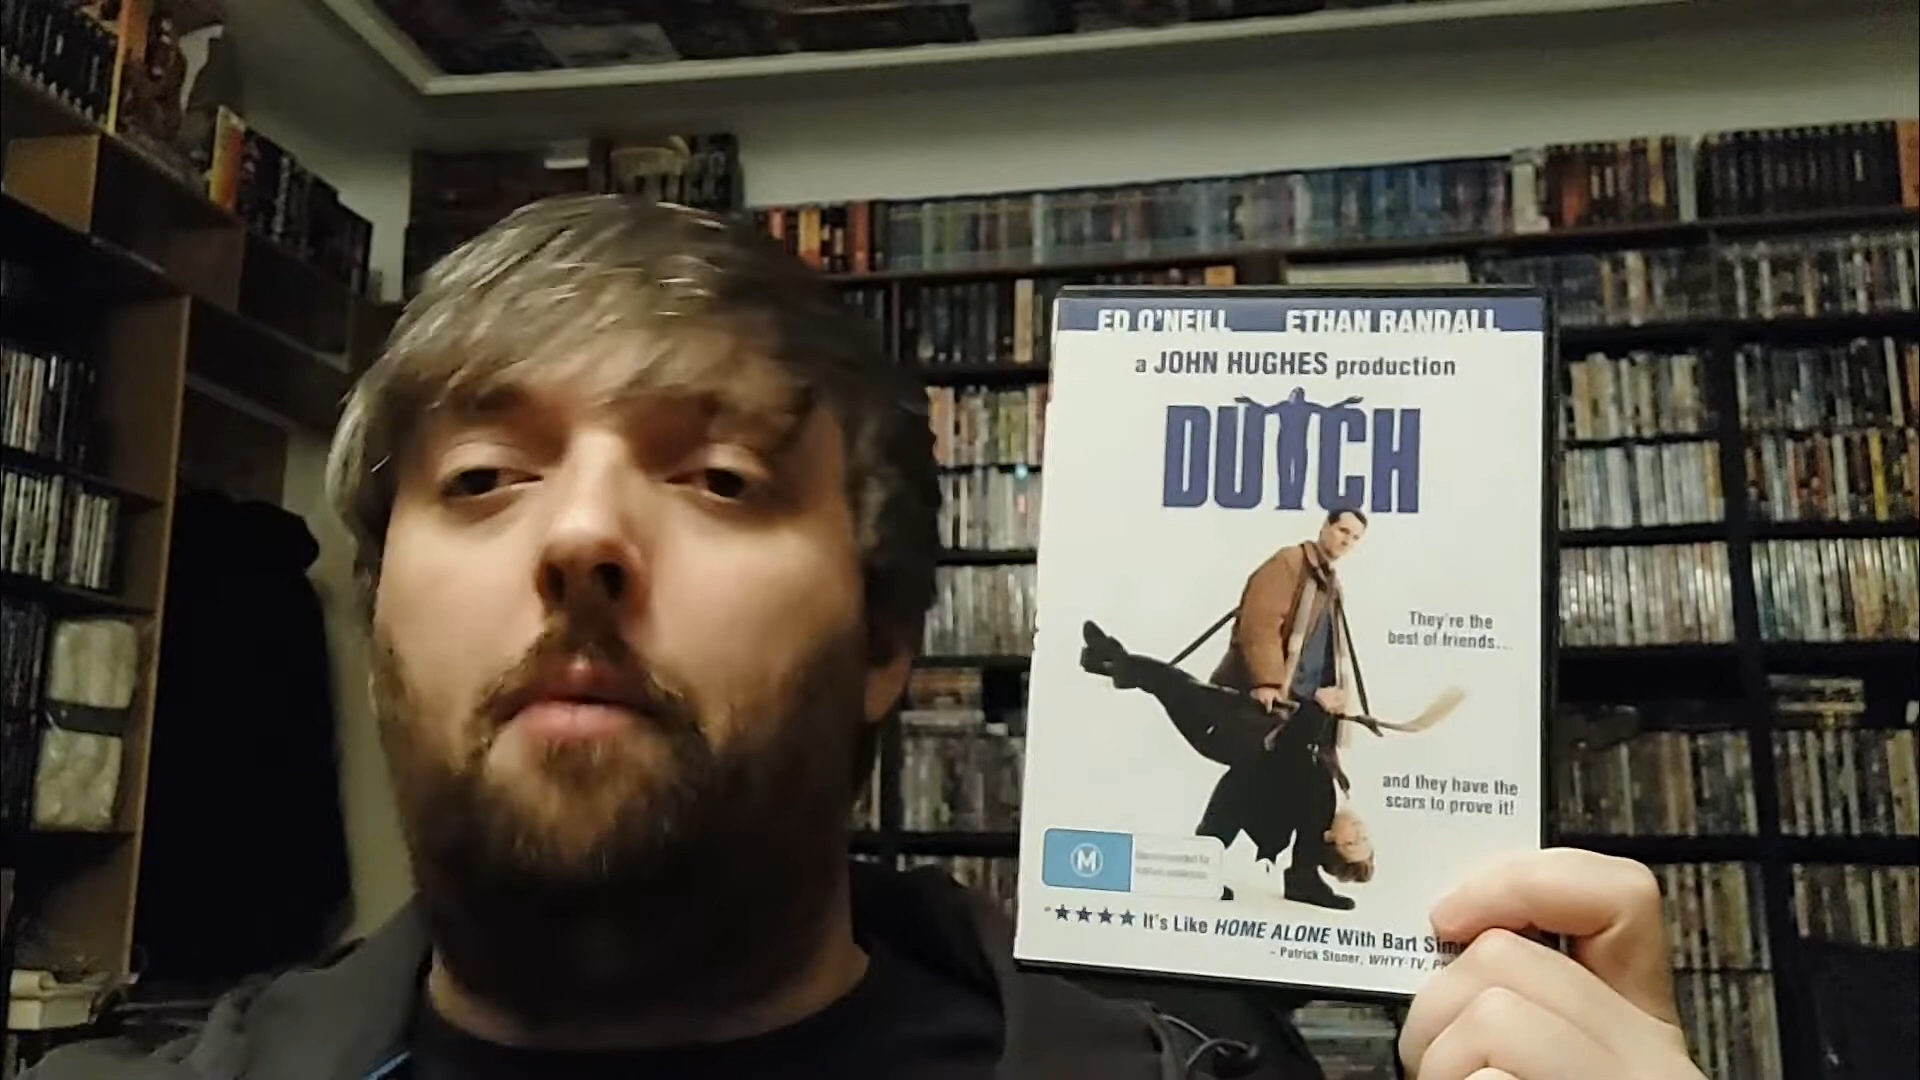 ED O'NEILL ETHAN RANDALL
a JOHN HUGHES production
DUTCH
They're the
best of friends...
and they have the
scars to prove it!
M
"★★★★ It's Like HOME ALONE With Bart
- Patrick Stoner, WHYY-TV,